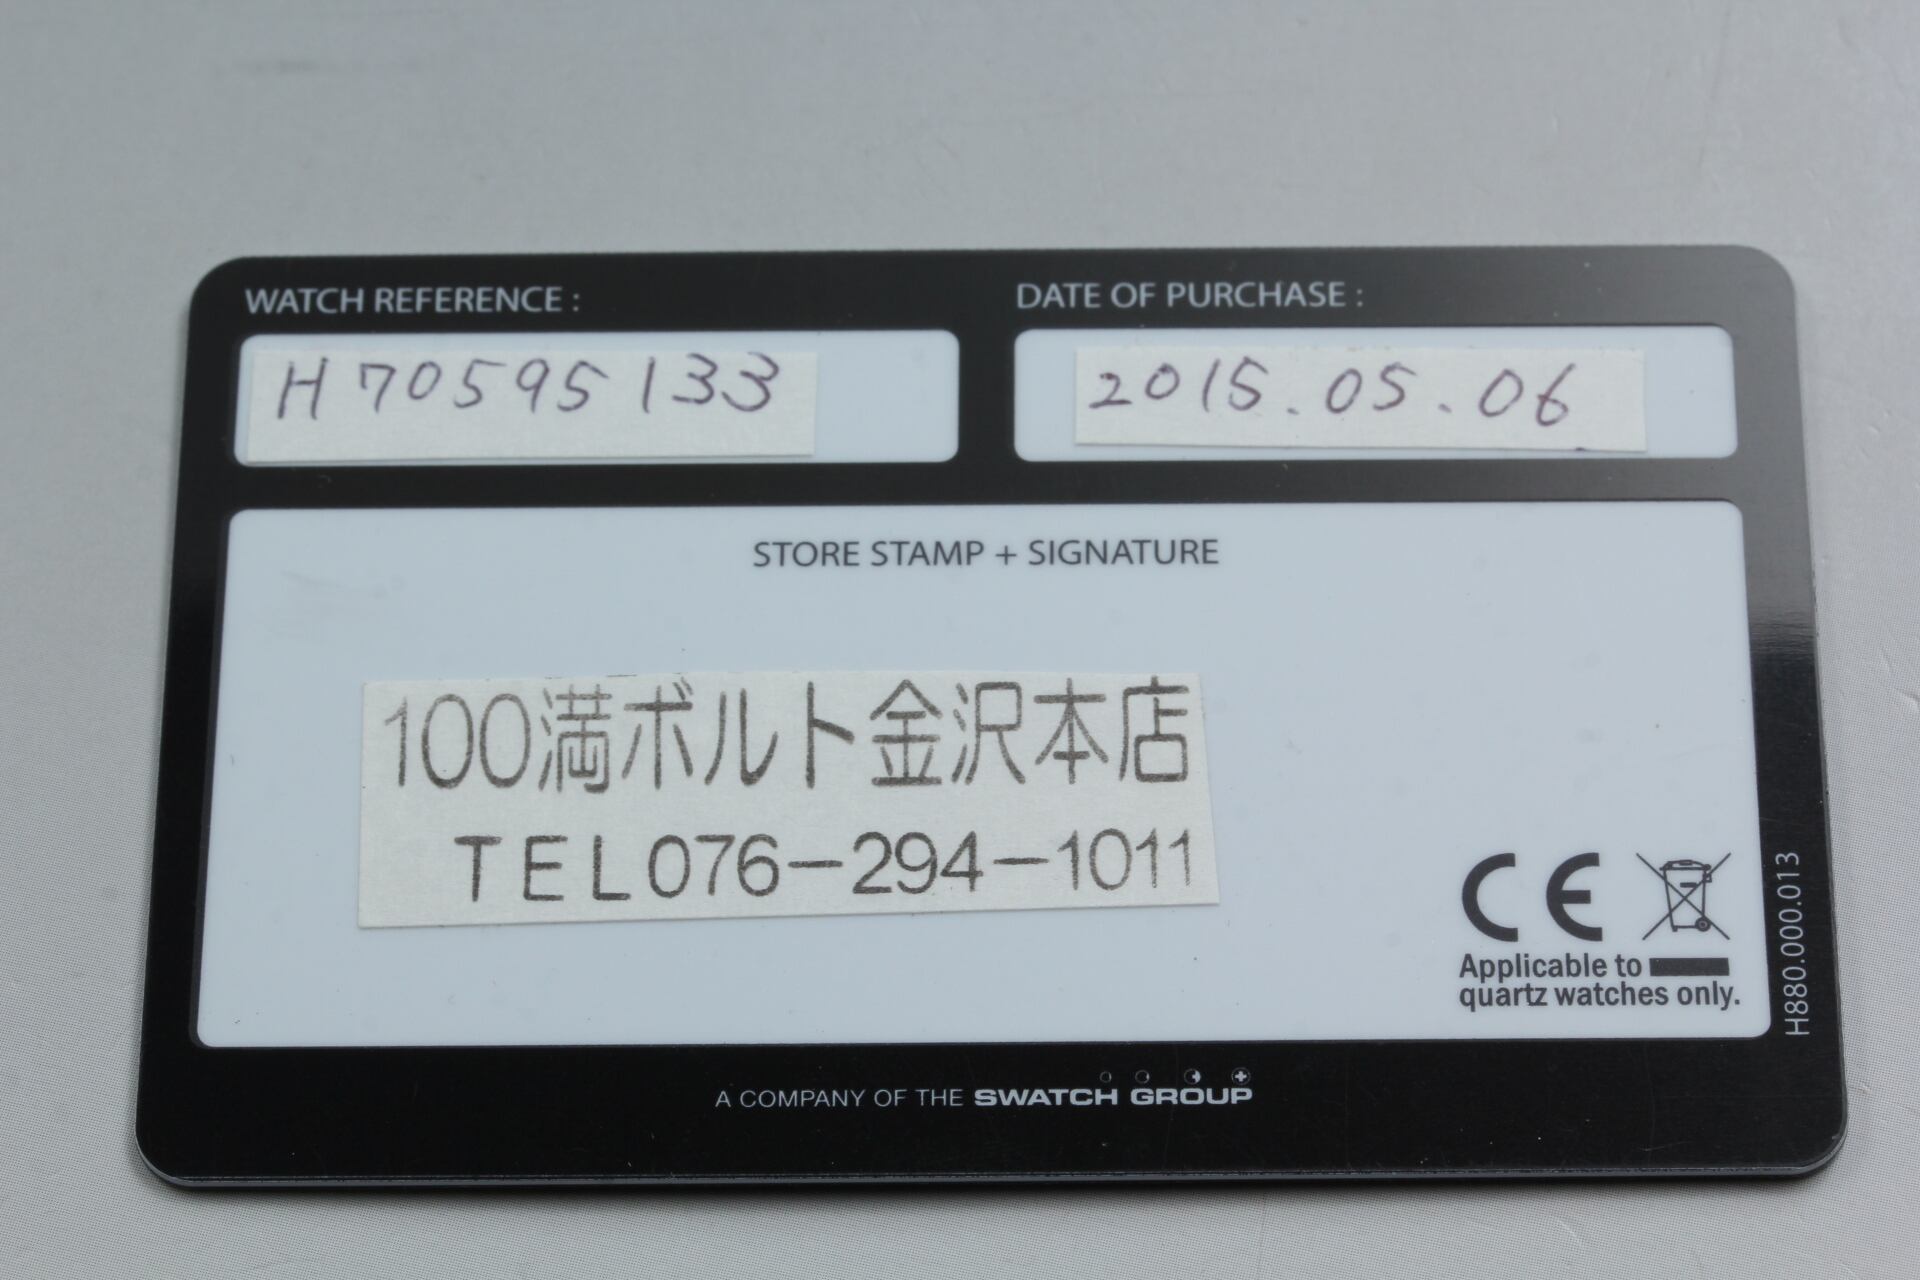 WATCH REFERENCE :
H70595133
DATE OF PURCHASE :
2015.05.06
STORE STAMP + SIGNATURE
100満ボルト金沢本店
TEL076-294-1011
CE
Applicable to
quartz watches only.
H880.000.013
A COMPANY OF THE SWATCH GROUP